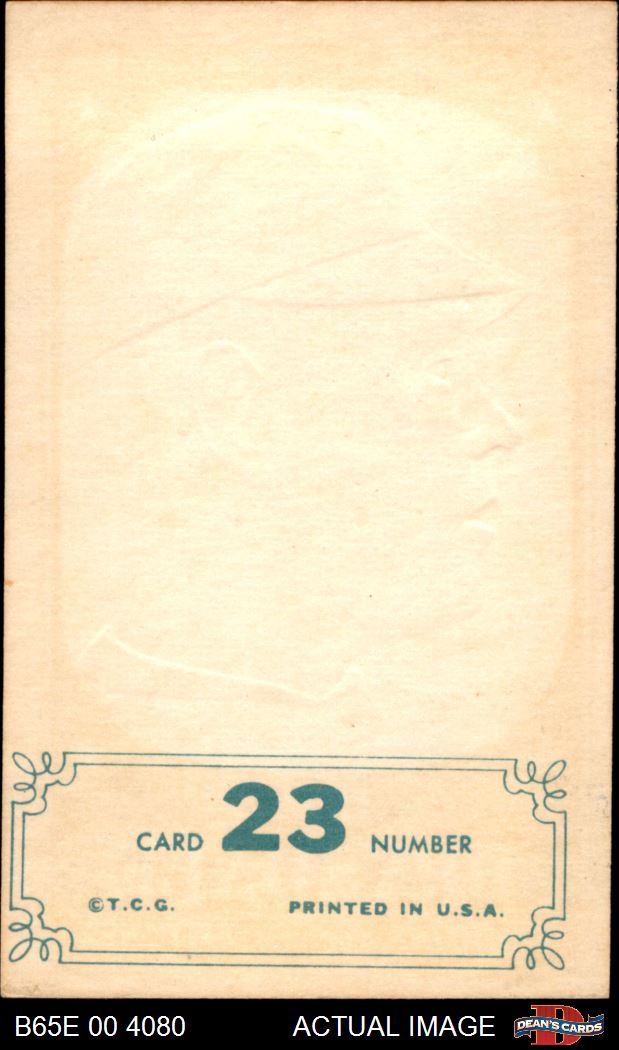 CARD 23 NUMBER
©T.C.G. PRINTED IN U.S.A.
B65E 00 4080 ACTUAL IMAGE DEAN'S CARDS